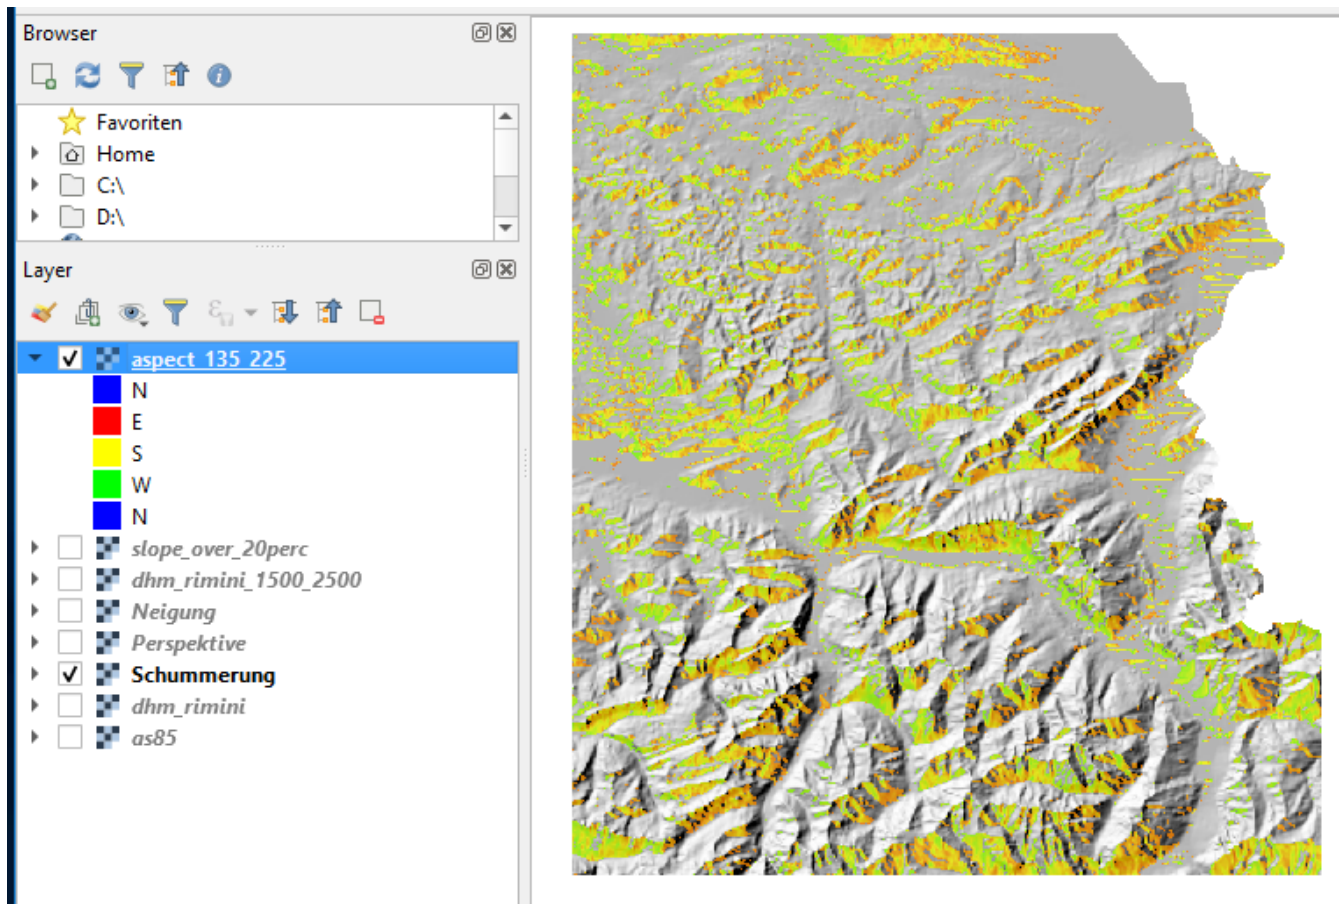 Browser
Favoriten
Home
C:\
D:\
Layer
aspect_135_225
N
E
S
W
N
slope_over_20perc
dhm_rimini_1500_2500
Neigung
Perspektive
Schummerung
dhm_rimini
as85